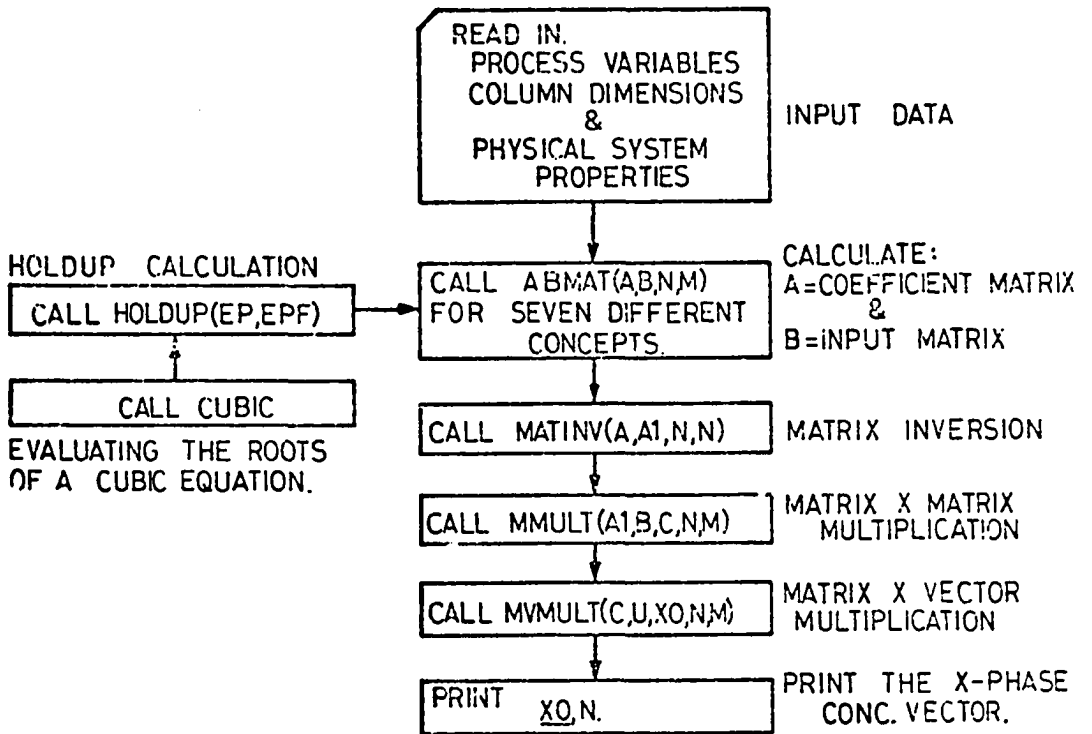 READ IN.
PROCESS VARIABLES
COLUMN DIMENSIONS
&
PHYSICAL SYSTEM
PROPERTIES
INPUT DATA
HOLDUP CALCULATION
CALL HOLDUP(EP,EPF)
CALL CUBIC
EVALUATING THE ROOTS
OF A CUBIC EQUATION.
CALL ABMAT(A,B,N,M)
FOR SEVEN DIFFERENT
CONCEPTS.
CALCULATE:
A=COEFFICIENT MATRIX
&
B=INPUT MATRIX
CALL MATINV(A,A1,N,N)
MATRIX INVERSION
CALL MMULT(A1,B,C,N,M)
MATRIX X MATRIX
MULTIPLICATION
CALL MVMULT(C,U,XO,N,M)
MATRIX X VECTOR
MULTIPLICATION
PRINT
XO,N.
PRINT THE X-PHASE
CONC. VECTOR.